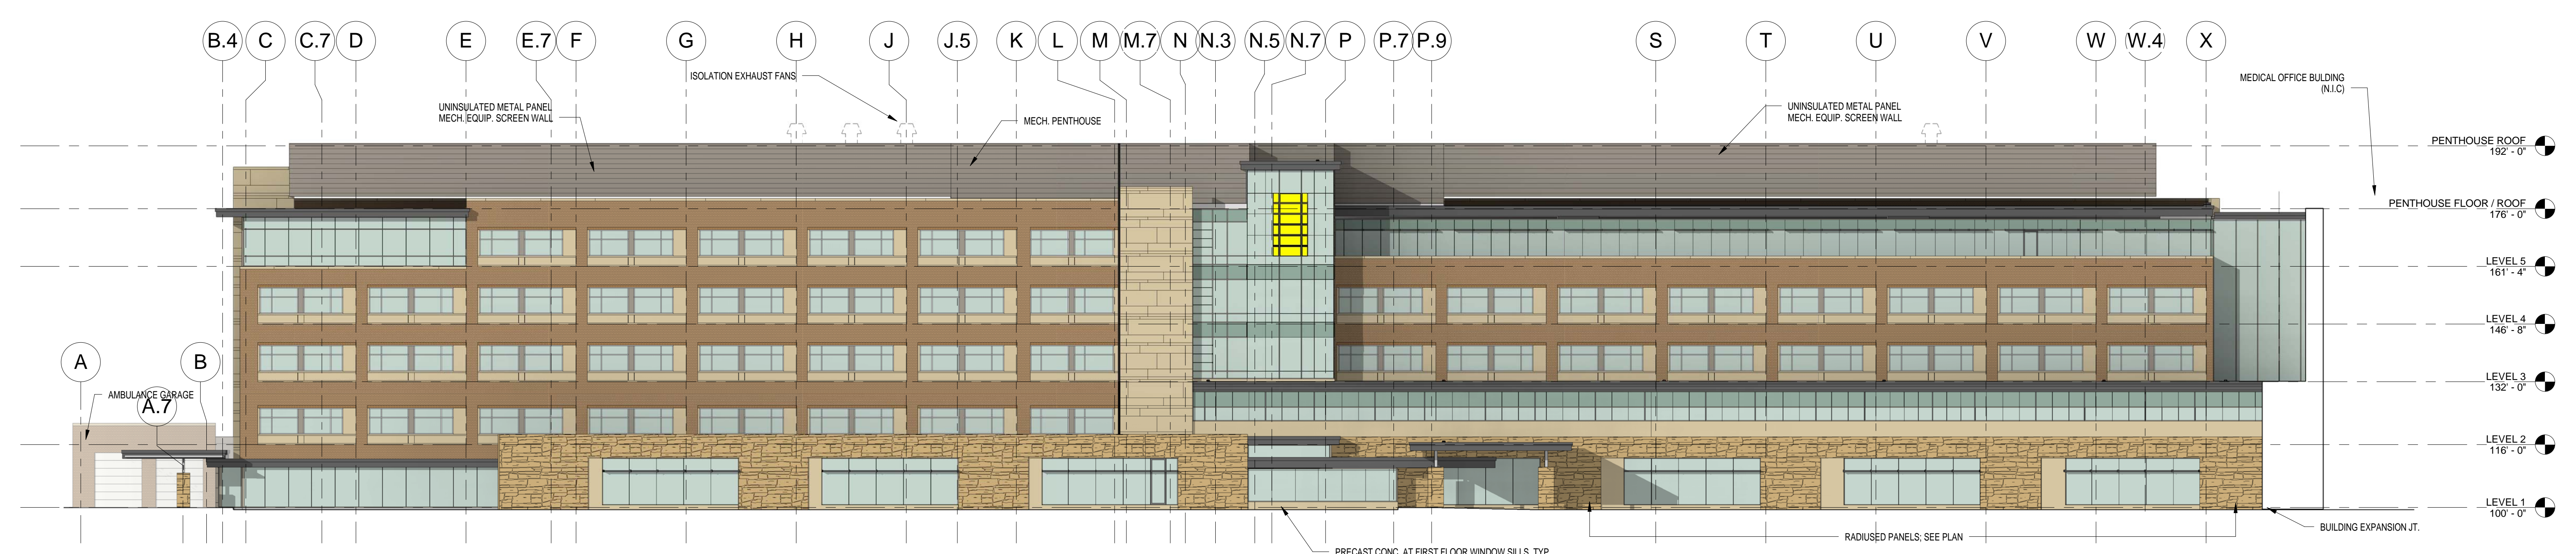 B.4 C C.7 D E E.7 F G H J J.5 K L M M.7 N N.3 N.5 N.7 P P.7 P.9 S T U V W W.4 X
ISOLATION EXHAUST FANS
MEDICAL OFFICE BULDING
(N.I.C)
UNINSULATED METAL PANEL
MECH. EQUIP. SCREEN WALL
MECH. PENTHOUSE
UNINSULATED METAL PANEL
MECH. EQUIP. SCREEN WALL
PENTHOUSE ROOF
192' - 0"
PENTHOUSE FLOOR / ROOF
176' - 0"
LEVEL 5
161' - 4"
LEVEL 4
146' - 8"
A B
LEVEL 3
132' - 0"
AMBULANCE GARAGE
A.7
LEVEL 2
116' - 0"
LEVEL 1
100' - 0"
BUILDING EXPANSION JT.
RADIUSED PANELS; SEE PLAN
PRECAST CONC. AT FIRST FLOOR WINDOW SILLS, TYP.